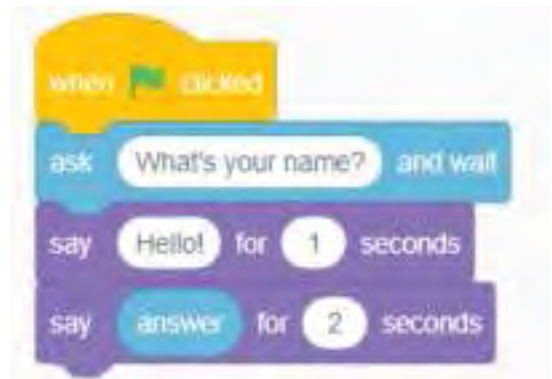 when clicked
ask What's your name? and wait
say Hello! for 1 seconds
say answer for 2 seconds